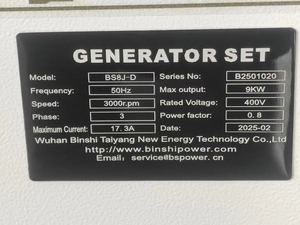 GENERATOR SET
Model: BS8J-D Series No: B2501020
Frequency: 50Hz Max output: 9KW
Speed: 3000r.pm Rated Voltage: 400V
Phase: 3 Power factor: 0.8
Maximum Current: 17.3A Date: 2025-02
Wuhan Binshi Taiyang New Energy Technology Co.,Ltd
http://www.binshipower.com/
Email: service@bspower.cn